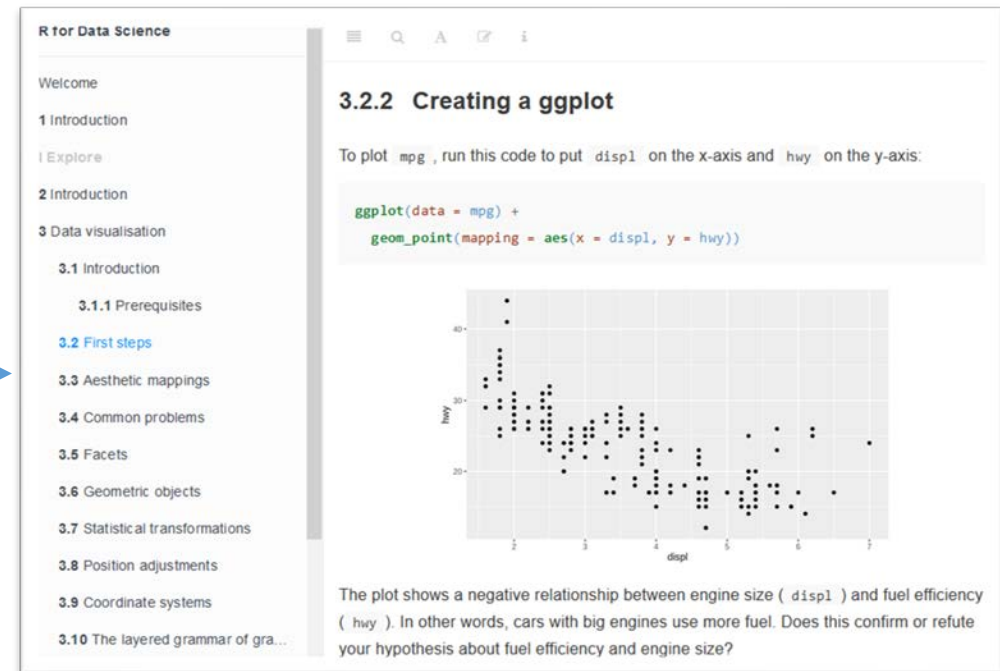 R for Data Science
Welcome
1 Introduction
I Explore
2 Introduction
3 Data visualisation
3.1 Introduction
3.1.1 Prerequisites
3.2 First steps
3.3 Aesthetic mappings
3.4 Common problems
3.5 Facets
3.6 Geometric objects
3.7 Statistical transformations
3.8 Position adjustments
3.9 Coordinate systems
3.10 The layered grammar of gra...
A i
3.2.2 Creating a ggplot
To plot mpg , run this code to put displ on the x-axis and hwy on the y-axis:
ggplot(data = mpg) +
geom_point(mapping = aes(x = displ, y = hwy))
40
30
20
hwy
2 3 4 5 6 7
displ
The plot shows a negative relationship between engine size ( displ ) and fuel efficiency
( hwy ). In other words, cars with big engines use more fuel. Does this confirm or refute
your hypothesis about fuel efficiency and engine size?